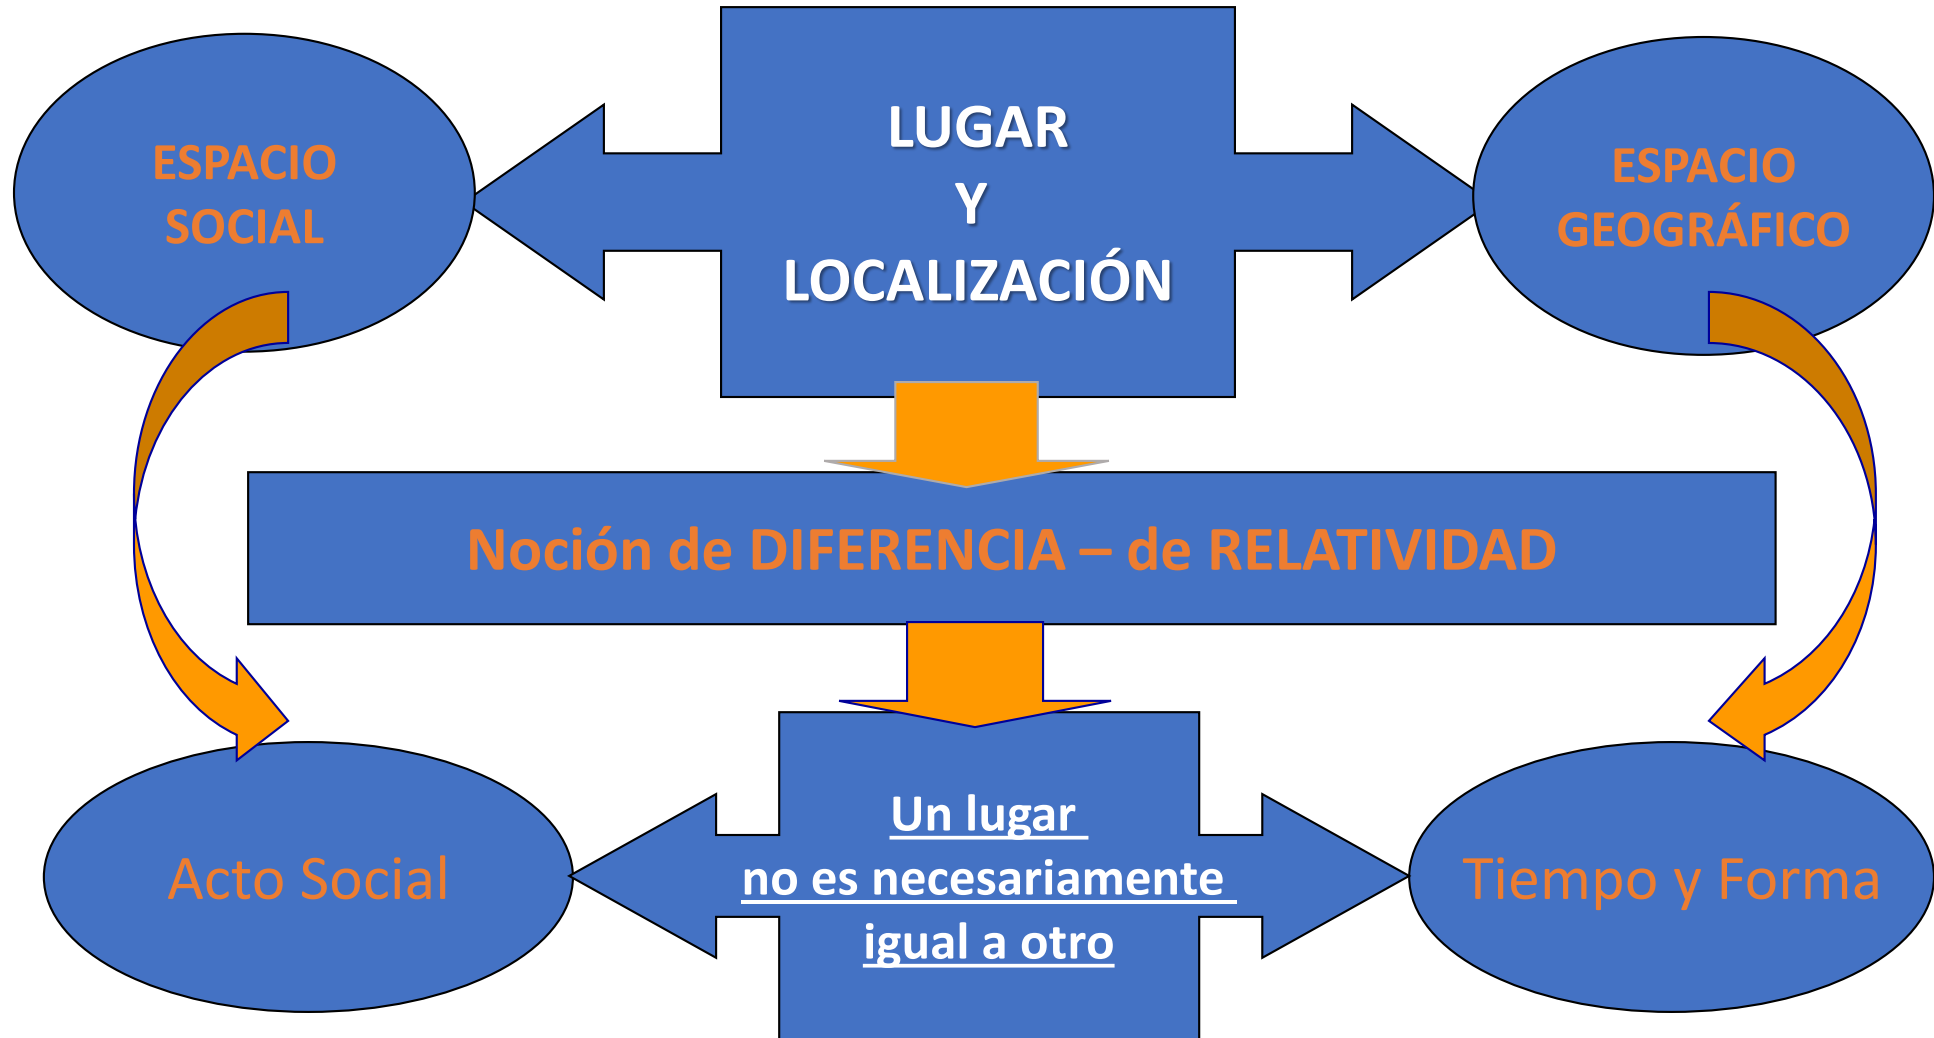 LUGAR
Y
LOCALIZACIÓN
ESPACIO
SOCIAL
ESPACIO
GEOGRÁFICO
Noción de DIFERENCIA – de RELATIVIDAD
Un lugar
no es necesariamente
igual a otro
Acto Social
Tiempo y Forma